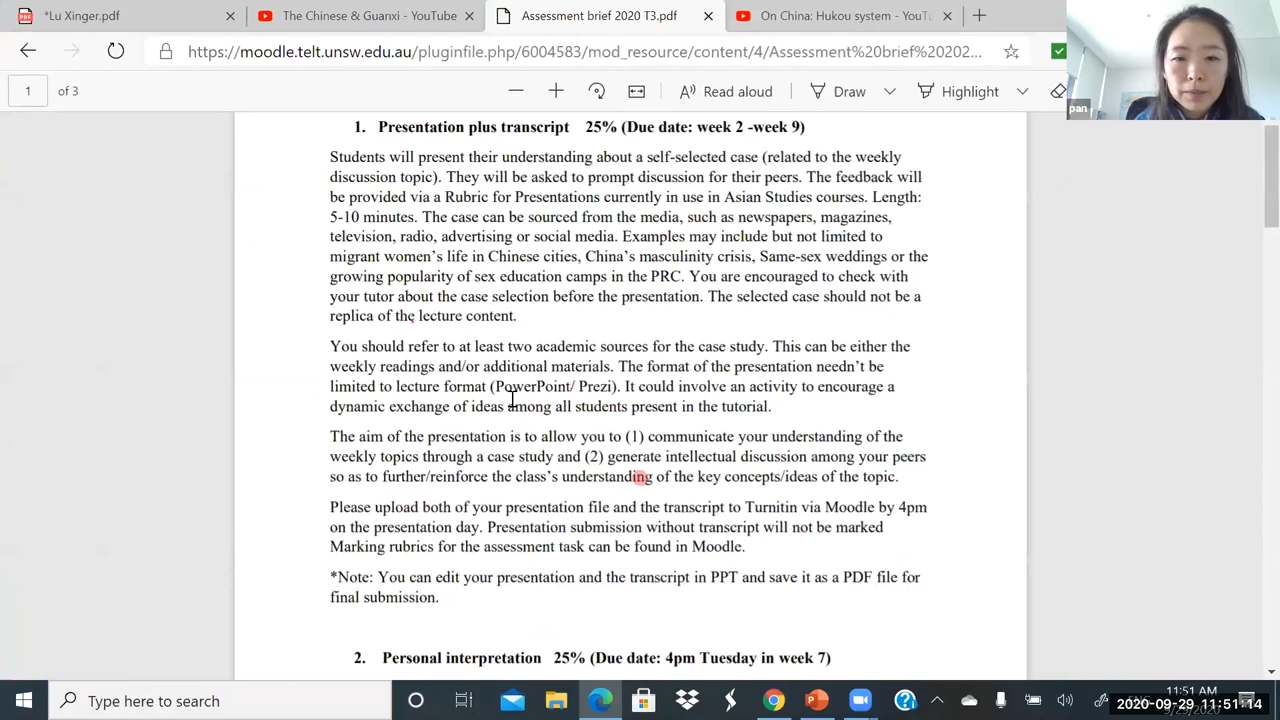 *Lu Xinger.pdf
The Chinese & Guanxi - YouTube
Assessment brief 2020 T3.pdf
On China: Hukou system - YouTu
https://moodle.telt.unsw.edu.au/pluginfile.php/6004583/mod_resource/content/4/Assessment%20brief%20202...
1 of 3
Read aloud
Draw
Highlight
pan
1. Presentation plus transcript 25% (Due date: week 2 -week 9)
Students will present their understanding about a self-selected case (related to the weekly
discussion topic). They will be asked to prompt discussion for their peers. The feedback will
be provided via a Rubric for Presentations currently in use in Asian Studies courses. Length:
5-10 minutes. The case can be sourced from the media, such as newspapers, magazines,
television, radio, advertising or social media. Examples may include but not limited to
migrant women's life in Chinese cities, China's masculinity crisis, Same-sex weddings or the
growing popularity of sex education camps in the PRC. You are encouraged to check with
your tutor about the case selection before the presentation. The selected case should not be a
replica of the lecture content.
You should refer to at least two academic sources for the case study. This can be either the
weekly readings and/or additional materials. The format of the presentation needn't be
limited to lecture format (PowerPoint/ Prezi). It could involve an activity to encourage a
dynamic exchange of ideas among all students present in the tutorial.
The aim of the presentation is to allow you to (1) communicate your understanding of the
weekly topics through a case study and (2) generate intellectual discussion among your peers
so as to further/reinforce the class's understanding of the key concepts/ideas of the topic.
Please upload both of your presentation file and the transcript to Turnitin via Moodle by 4pm
on the presentation day. Presentation submission without transcript will not be marked
Marking rubrics for the assessment task can be found in Moodle.
*Note: You can edit your presentation and the transcript in PPT and save it as a PDF file for
final submission.
2. Personal interpretation 25% (Due date: 4pm Tuesday in week 7)
Type here to search
11:51 AM
2020-09-29 11:51:14